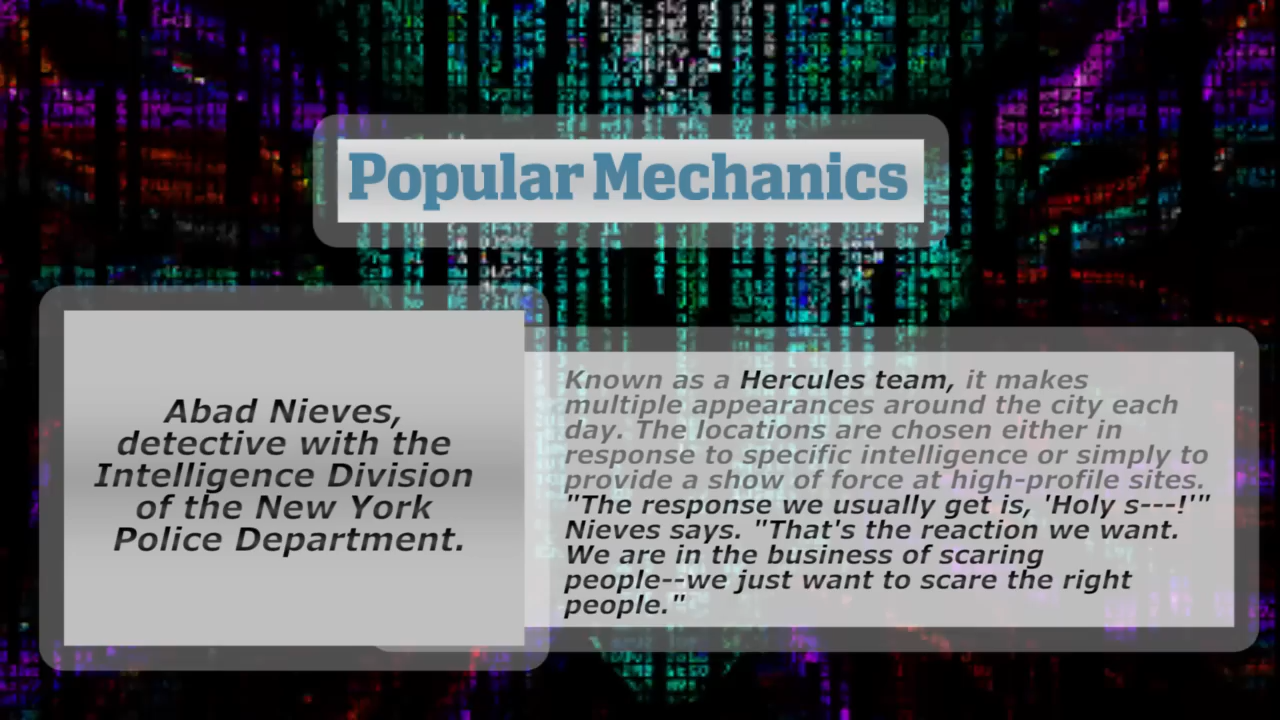 Popular Mechanics
Abad Nieves,
detective with the
Intelligence Division
of the New York
Police Department.
Known as a Hercules team, it makes
multiple appearances around the city each
day. The locations are chosen either in
response to specific intelligence or simply to
provide a show of force at high-profile sites.
"The response we usually get is, 'Holy s---!'"
Nieves says. "That's the reaction we want.
We are in the business of scaring
people--we just want to scare the right
people."